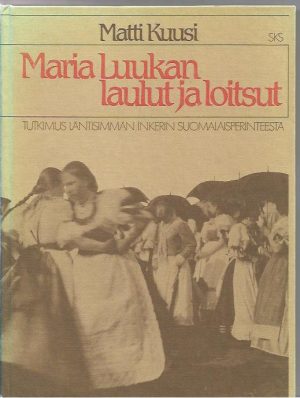 Matti Kuusi
SKS
Maria Luukan
laulut ja loitsut
TUTKIMUS LÄNTISIMMÄN INKERIN SUOMALAISPERINTEESTÄ